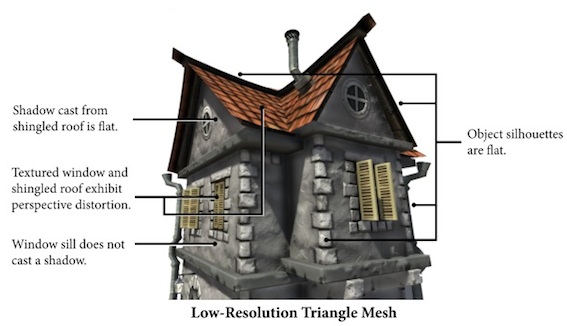 Shadow cast from
shingled roof is flat.
Textured window and
shingled roof exhibit
perspective distortion.
Window sill does not
cast a shadow.
Object silhouettes
are flat.
Low-Resolution Triangle Mesh